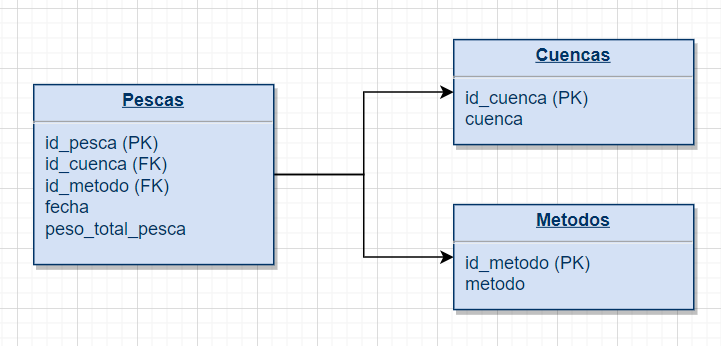 Pescas
id_pesca (PK)
id_cuenca (FK)
id_metodo (FK)
fecha
peso_total_pesca
Cuencas
id_cuenca (PK)
cuenca
Metodos
id_metodo (PK)
metodo